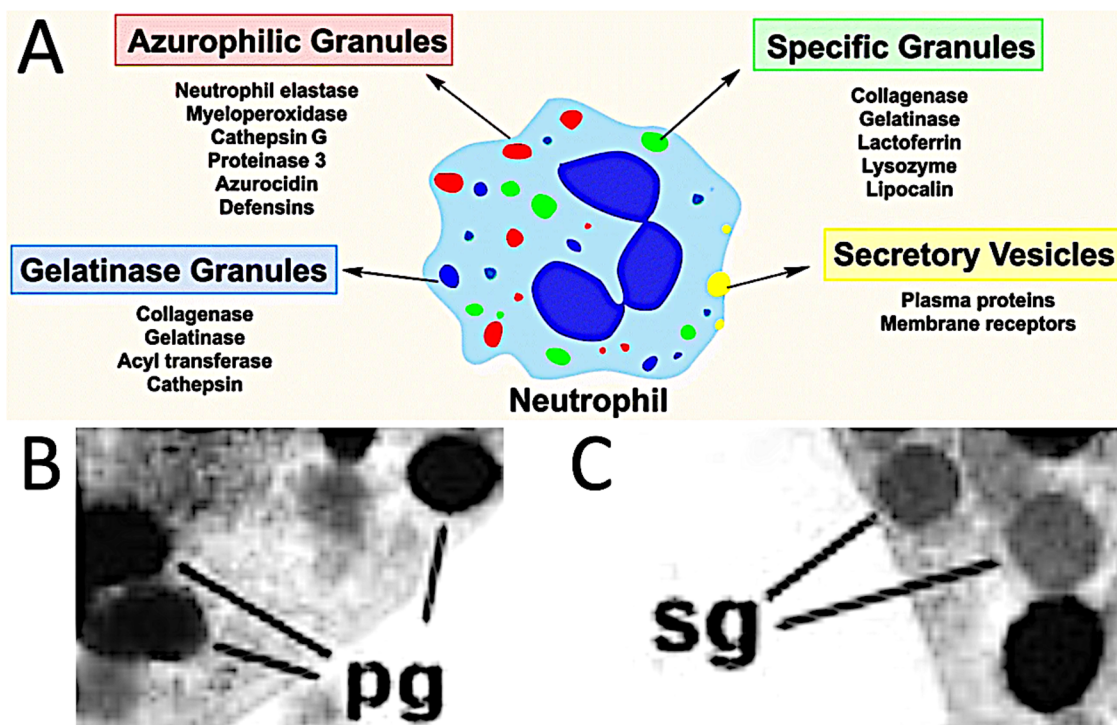 A
Azurophilic Granules
Neutrophil elastase
Myeloperoxidase
Cathepsin G
Proteinase 3
Azurocidin
Defensins
Specific Granules
Collagenase
Gelatinase
Lactoferrin
Lysozyme
Lipocalin
Gelatinase Granules
Collagenase
Gelatinase
Acyl transferase
Cathepsin
Secretory Vesicles
Plasma proteins
Membrane receptors
Neutrophil
B
pg
C
sg